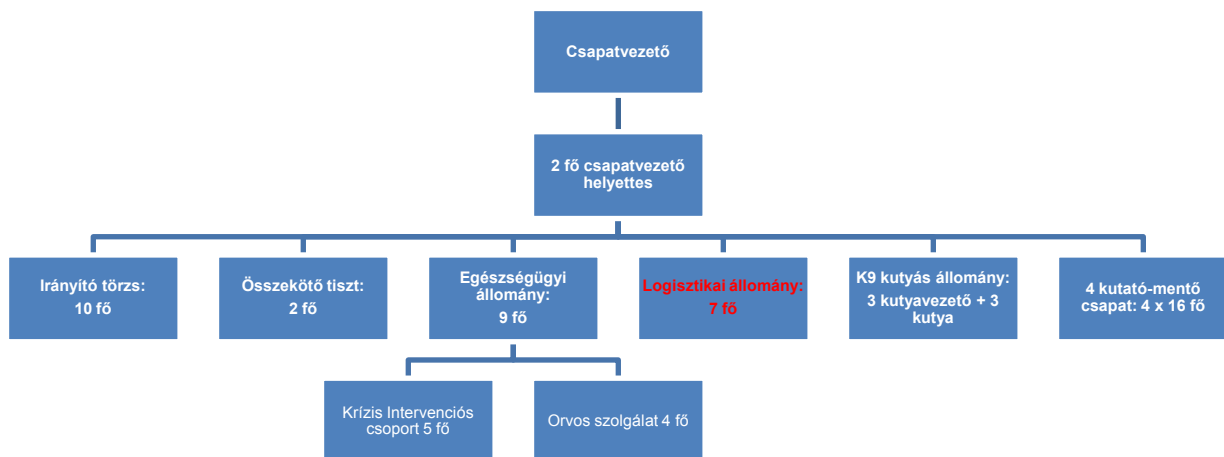 Csapatvezető
2 fő csapatvezető
helyettes
Irányító törzs:
10 fő
Összekötő tiszt:
2 fő
Egészségügyi
állomány:
9 fő
Logisztikai állomány:
7 fő
K9 kutyás állomány:
3 kutyavezető + 3
kutya
4 kutató-mentő
csapat: 4 x 16 fő
Krízis Intervenciós
csoport 5 fő
Orvos szolgálat 4 fő